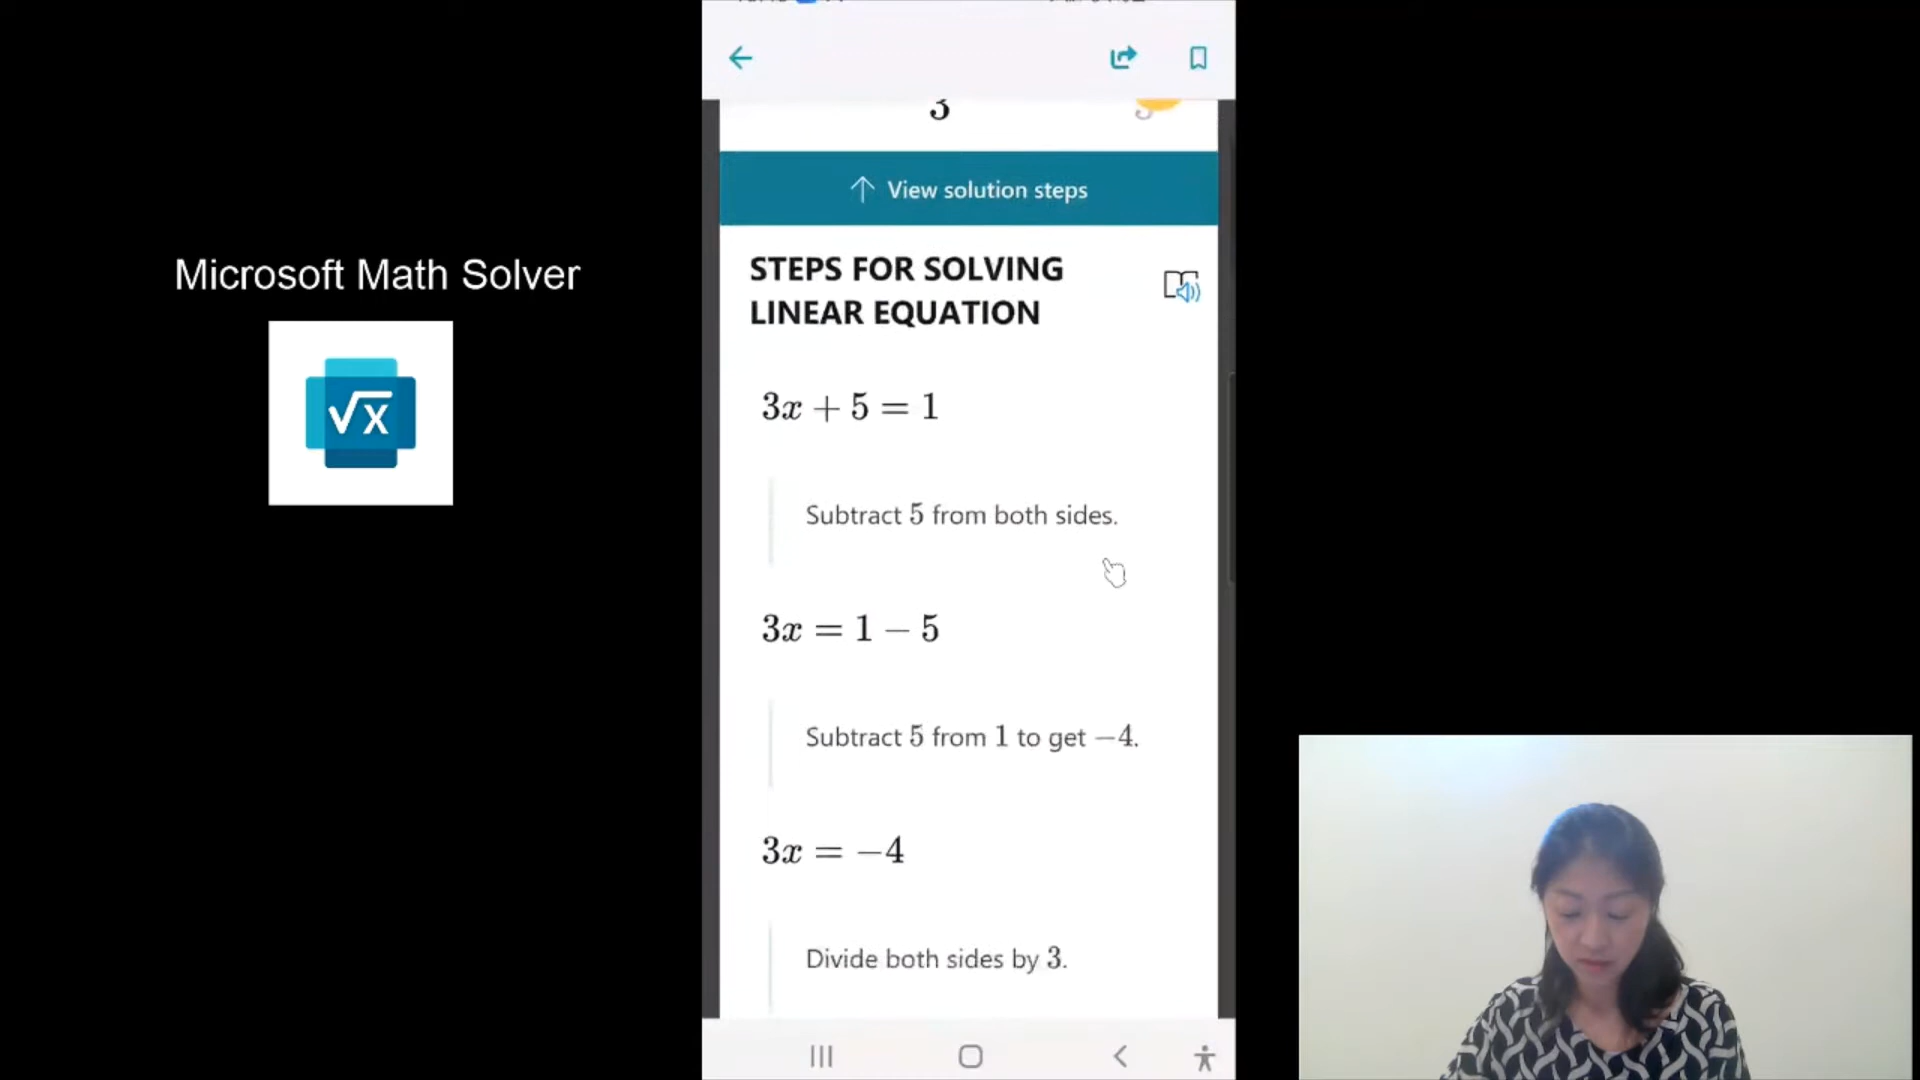 Microsoft Math Solver
√x
3
View solution steps
STEPS FOR SOLVING
LINEAR EQUATION
3x + 5 = 1
Subtract 5 from both sides.
3x = 1 − 5
Subtract 5 from 1 to get −4.
3x = −4
Divide both sides by 3.